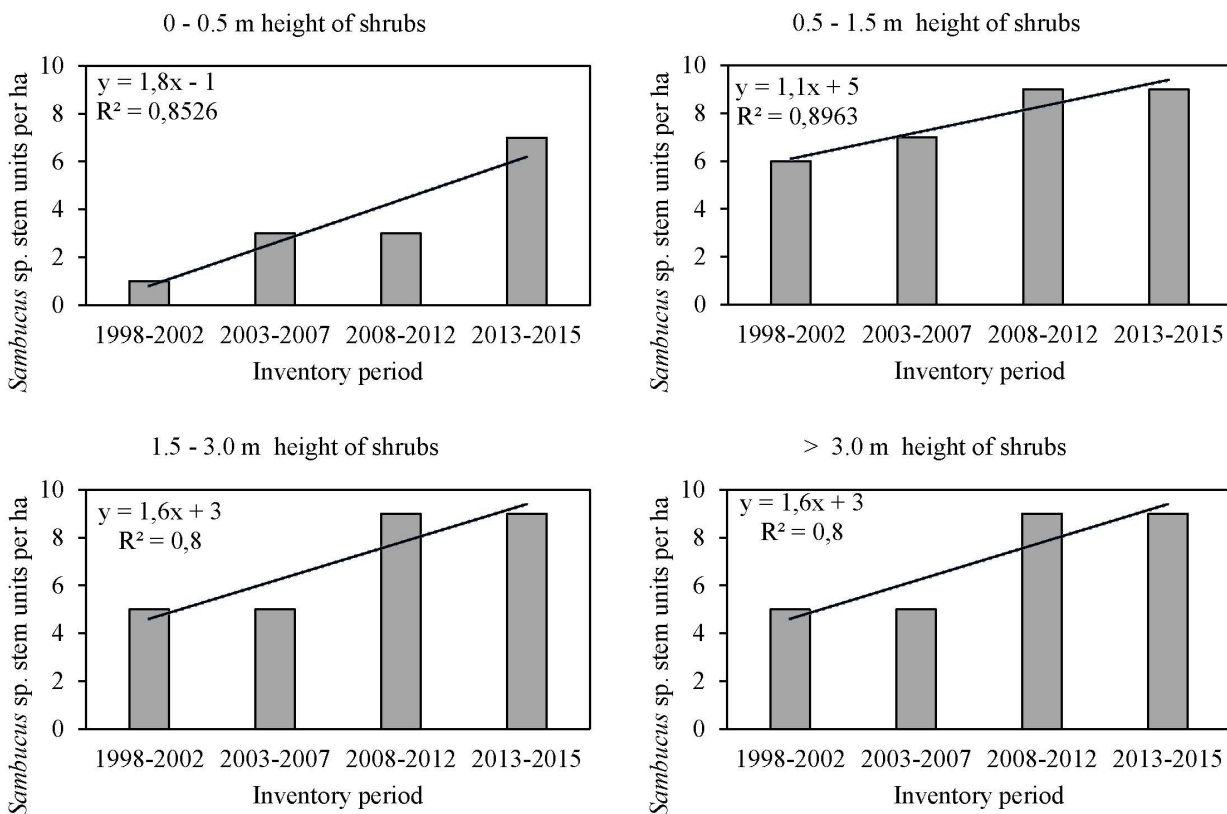 0 - 0.5 m height of shrubs
Sambucus sp. stem units per ha
10
8
6
4
2
0
y = 1,8x - 1
R² = 0,8526
1998-2002 2003-2007 2008-2012 2013-2015
Inventory period
0.5 - 1.5 m height of shrubs
Sambucus sp. stem units per ha
10
8
6
4
2
0
y = 1,1x + 5
R² = 0,8963
1998-2002 2003-2007 2008-2012 2013-2015
Inventory period
1.5 - 3.0 m height of shrubs
Sambucus sp. stem units per ha
10
8
6
4
2
0
y = 1,6x + 3
R² = 0,8
1998-2002 2003-2007 2008-2012 2013-2015
Inventory period
> 3.0 m height of shrubs
Sambucus sp. stem units per ha
10
8
6
4
2
0
y = 1,6x + 3
R² = 0,8
1998-2002 2003-2007 2008-2012 2013-2015
Inventory period